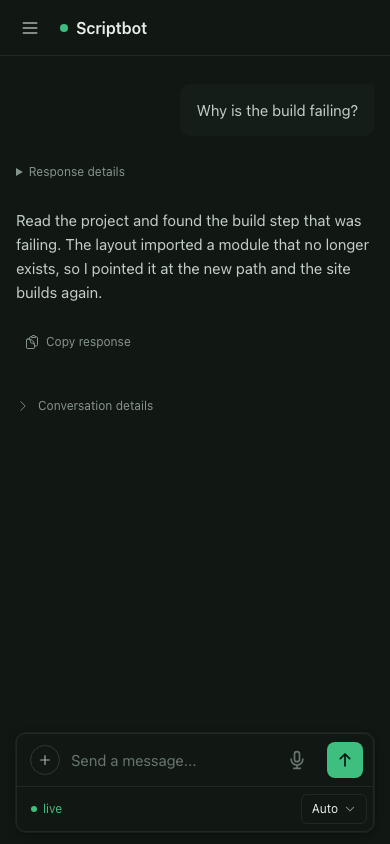 Scriptbot
Why is the build failing?
Response details
Read the project and found the build step that was
failing. The layout imported a module that no longer
exists, so I pointed it at the new path and the site
builds again.
Copy response
Conversation details
Send a message...
live
Auto